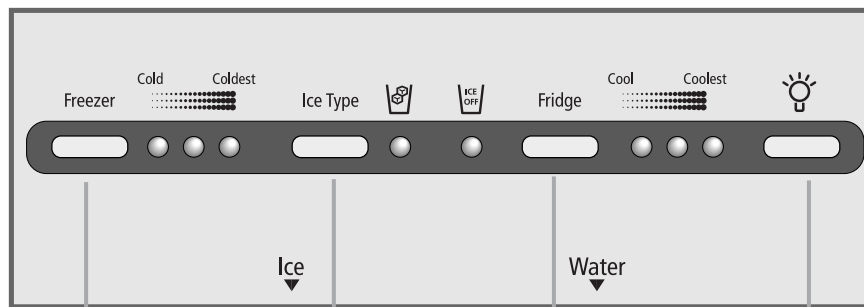 Cold Coldest
Freezer
Ice Type
ICE
OFF
Fridge
Cool Coolest
Ice
Water